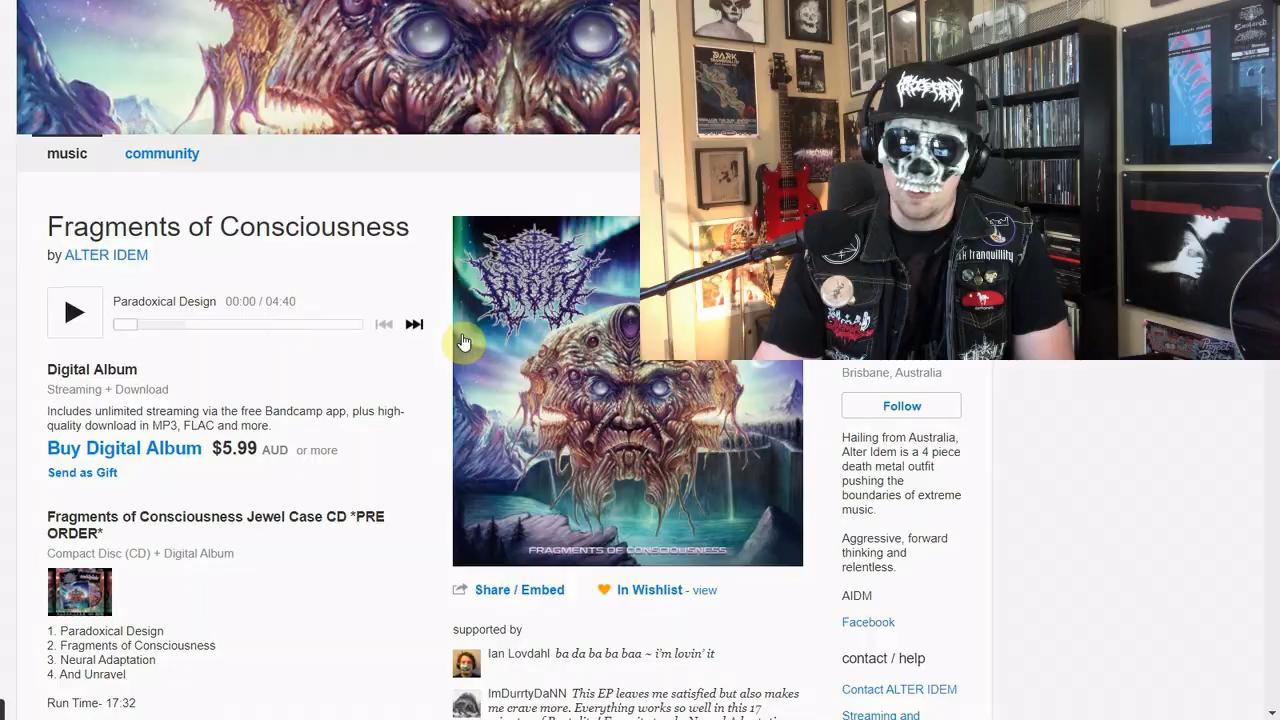 music
community
Fragments of Consciousness
by ALTER IDEM
Paradoxical Design 00:00 / 04:40
Digital Album
Streaming + Download
Includes unlimited streaming via the free Bandcamp app, plus high-
quality download in MP3, FLAC and more.
Buy Digital Album $5.99 AUD or more
Send as Gift
Fragments of Consciousness Jewel Case CD *PRE
ORDER*
Compact Disc (CD) + Digital Album
1. Paradoxical Design
2. Fragments of Consciousness
3. Neural Adaptation
4. And Unravel
Run Time- 17:32
FRAGMENTS OF CONSCIOUSNESS
Share / Embed
In Wishlist - view
supported by
Ian Lovdahl ba da ba ba baa ~ i'm lovin' it
ImDurrtyDaNN This EP leaves me satisfied but also makes
me crave more. Everything works so well in this 17
DARK
TRANQUILLITY
k tranquillity
Brisbane, Australia
Follow
Hailing from Australia,
Alter Idem is a 4 piece
death metal outfit
pushing the
boundaries of extreme
music.
Aggressive, forward
thinking and
relentless.
AIDM
Facebook
contact / help
Contact ALTER IDEM
Streaming and